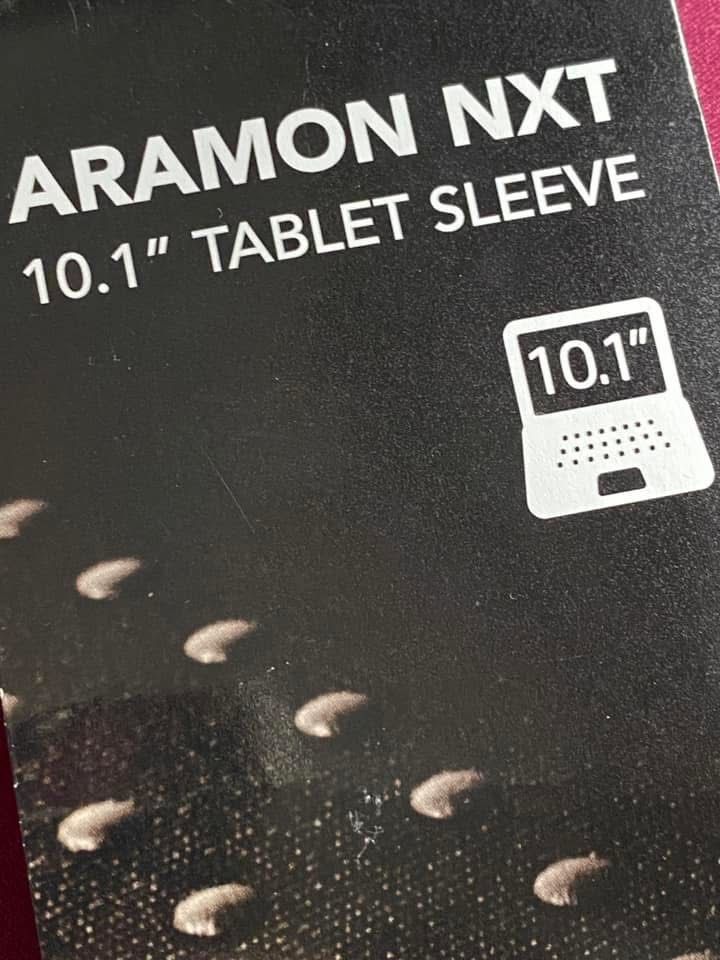 ARAMON NXT
10.1” TABLET SLEEVE
10.1”